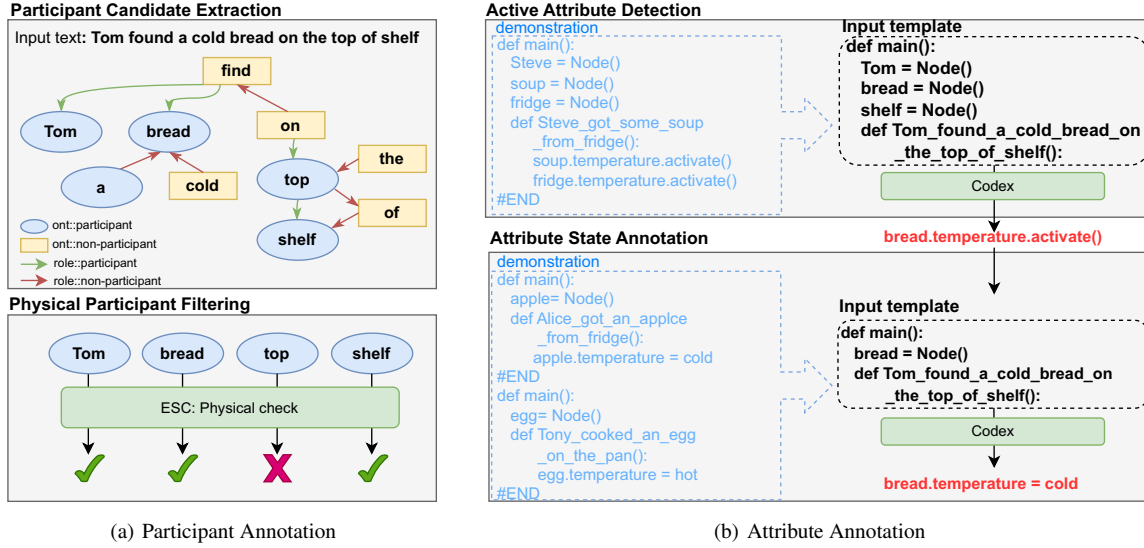 Participant Candidate Extraction
Input text: Tom found a cold bread on the top of shelf
find
Tom
bread
on
the
a
cold
top
of
shelf
ont::participant
ont::non-participant
role::participant
role::non-participant
Physical Participant Filtering
Tom
bread
top
shelf
ESC: Physical check
(a) Participant Annotation
Active Attribute Detection
demonstration
def main():
Steve = Node()
soup = Node()
fridge = Node()
def Steve_got_some_soup
_from_fridge():
soup.temperature.activate()
fridge.temperature.activate()
#END
Input template
def main():
Tom = Node()
bread = Node()
shelf = Node()
def Tom_found_a_cold_bread_on
_the_top_of_shelf():
Codex
bread.temperature.activate()
Attribute State Annotation
demonstration
def main():
apple= Node()
def Alice_got_an_applce
_from_fridge():
apple.temperature = cold
#END
def main():
egg= Node()
def Tony_cooked_an_egg
_on_the_pan():
egg.temperature = hot
#END
Input template
def main():
bread = Node()
def Tom_found_a_cold_bread_on
_the_top_of_shelf():
Codex
bread.temperature = cold
(b) Attribute Annotation